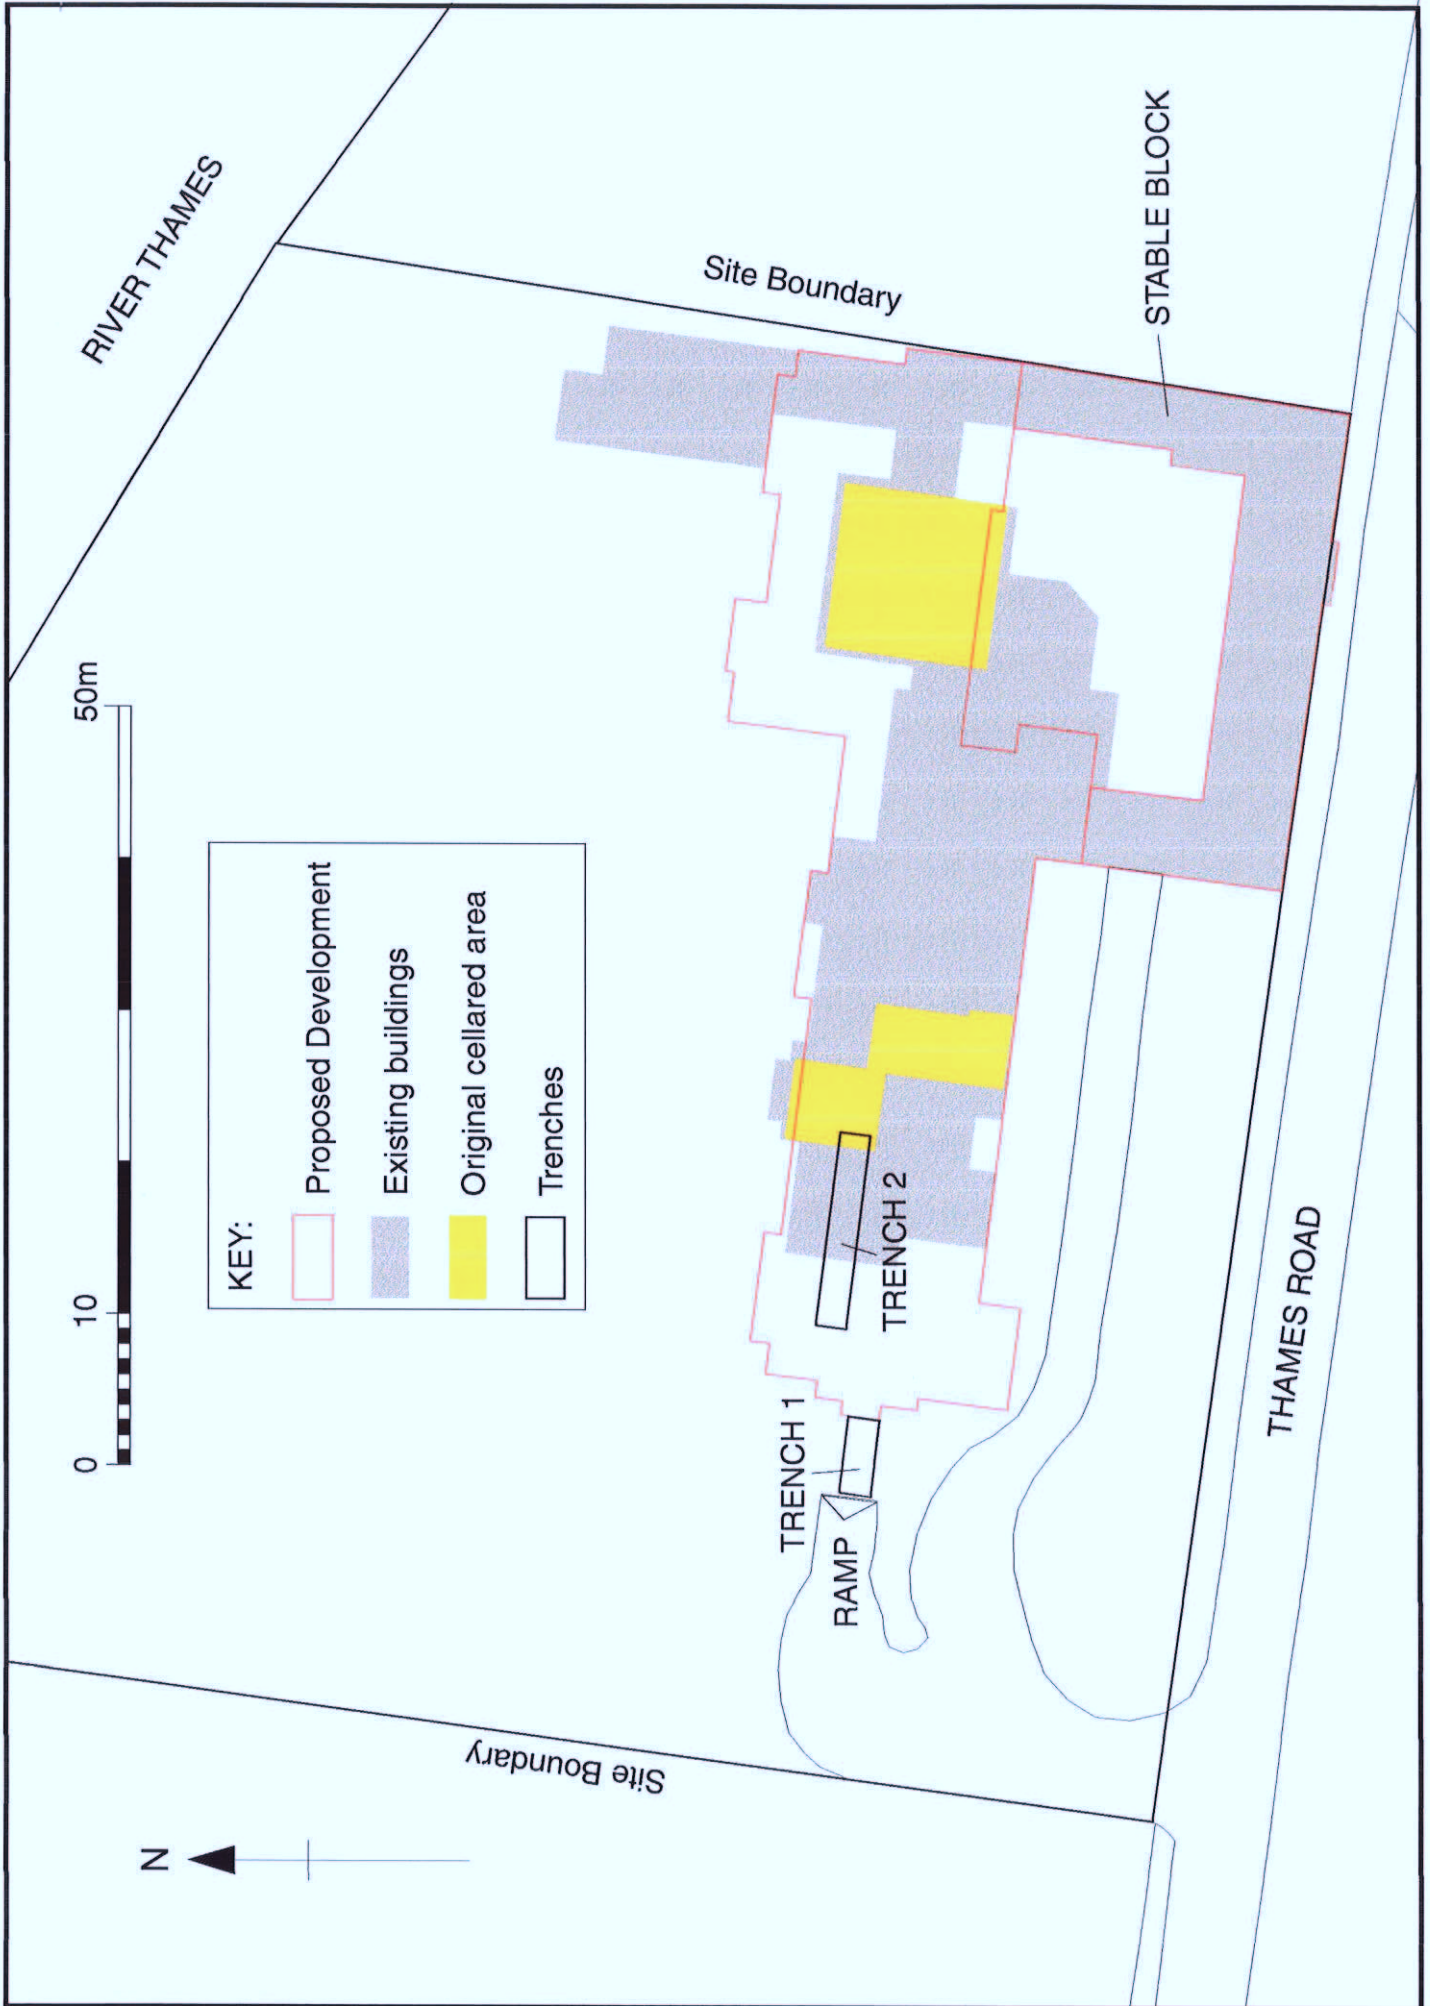 RIVER THAMES
0 10 50m
KEY:
Proposed Development
Existing buildings
Original cellared area
Trenches
N
Site Boundary
Site Boundary
TRENCH 1
RAMP
TRENCH 2
STABLE BLOCK
THAMES ROAD